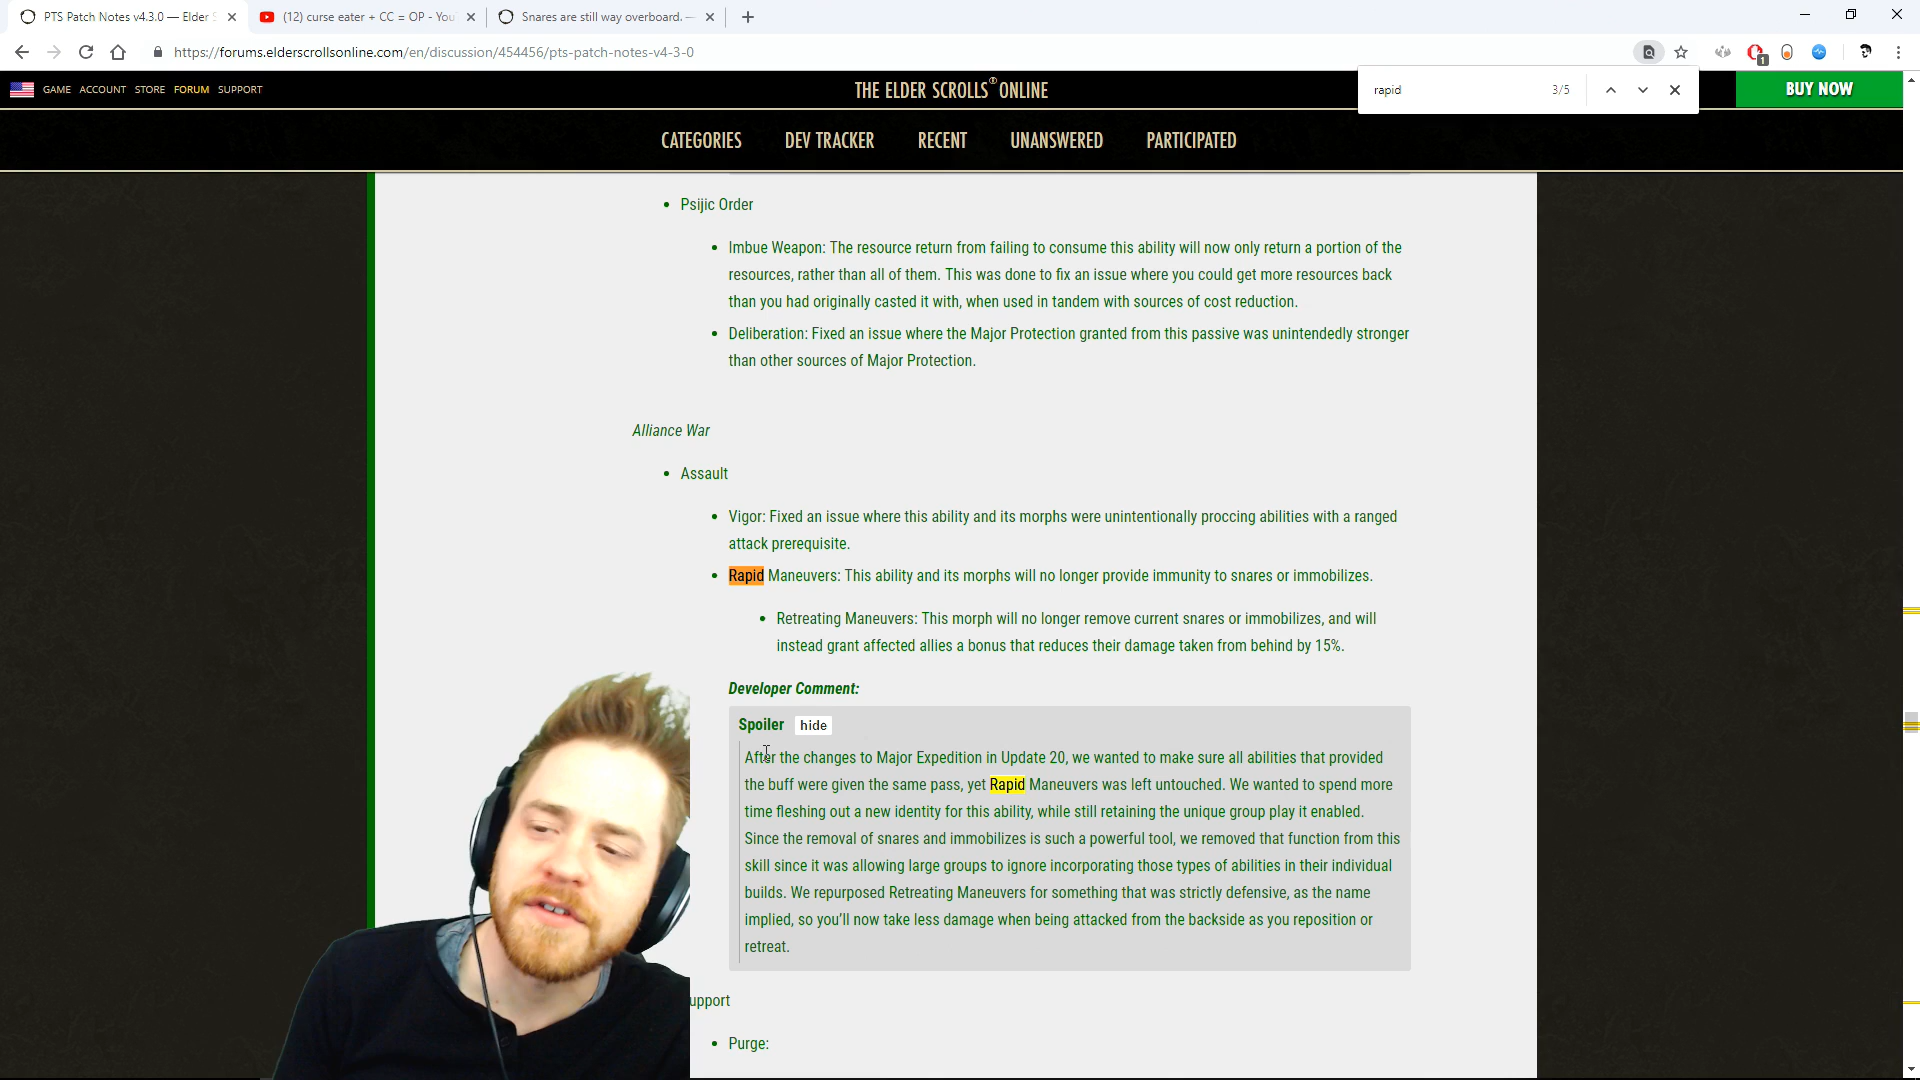 PTS Patch Notes v4.3.0 — Elder S
(12) curse eater + CC = OP - You
Snares are still way overboard. —
https://forums.elderscrollsonline.com/en/discussion/454456/pts-patch-notes-v4-3-0
1
rapid
3/5
GAME ACCOUNT STORE FORUM SUPPORT
THE ELDER SCROLLS ONLINE
BUY NOW
CATEGORIES DEV TRACKER RECENT UNANSWERED PARTICIPATED
• Psijic Order
• Imbue Weapon: The resource return from failing to consume this ability will now only return a portion of the
resources, rather than all of them. This was done to fix an issue where you could get more resources back
than you had originally casted it with, when used in tandem with sources of cost reduction.
• Deliberation: Fixed an issue where the Major Protection granted from this passive was unintendedly stronger
than other sources of Major Protection.
Alliance War
• Assault
• Vigor: Fixed an issue where this ability and its morphs were unintentionally proccing abilities with a ranged
attack prerequisite.
• Rapid Maneuvers: This ability and its morphs will no longer provide immunity to snares or immobilizes.
• Retreating Maneuvers: This morph will no longer remove current snares or immobilizes, and will
instead grant affected allies a bonus that reduces their damage taken from behind by 15%.
Developer Comment:
Spoiler hide
After the changes to Major Expedition in Update 20, we wanted to make sure all abilities that provided
the buff were given the same pass, yet Rapid Maneuvers was left untouched. We wanted to spend more
time fleshing out a new identity for this ability, while still retaining the unique group play it enabled.
Since the removal of snares and immobilizes is such a powerful tool, we removed that function from this
skill since it was allowing large groups to ignore incorporating those types of abilities in their individual
builds. We repurposed Retreating Maneuvers for something that was strictly defensive, as the name
implied, so you'll now take less damage when being attacked from the backside as you reposition or
retreat.
upport
• Purge: